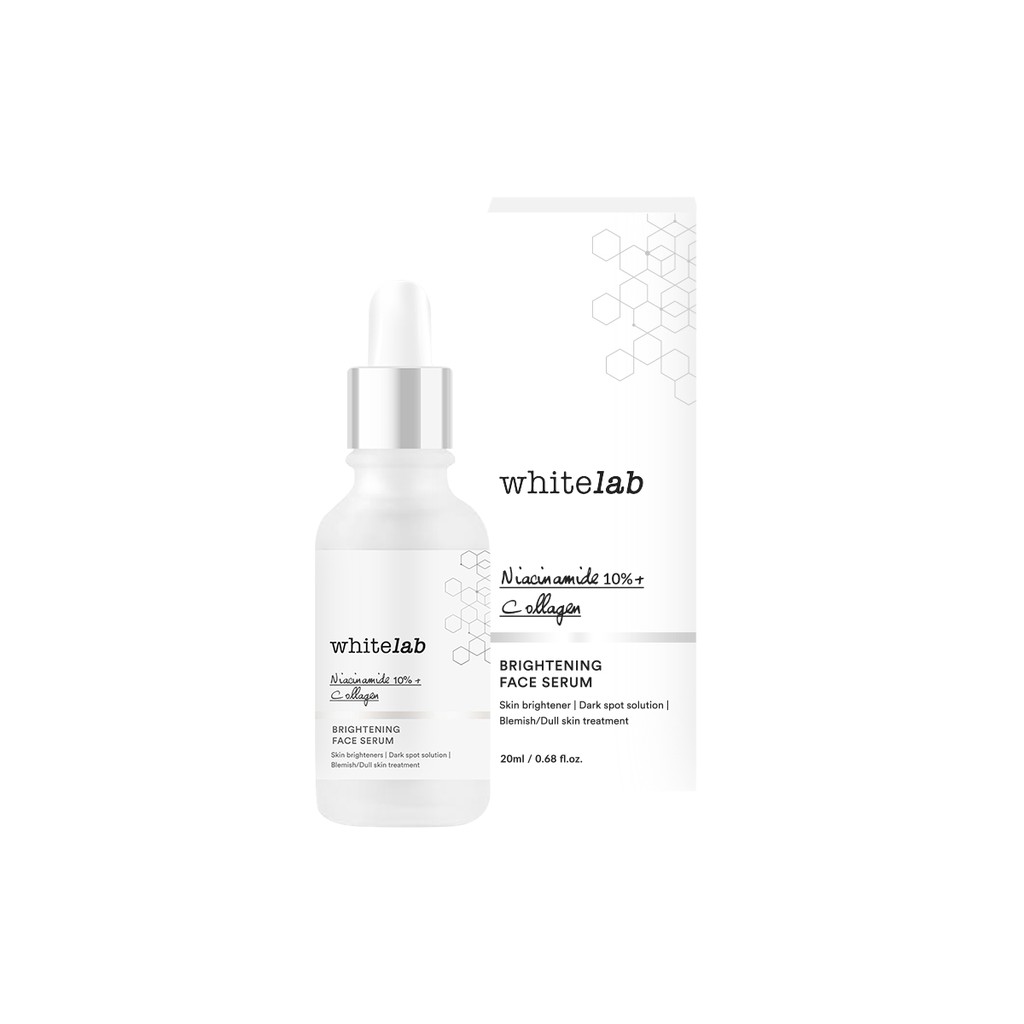 whitelab
Niacinamide 10% +
Collagen
BRIGHTENING
FACE SERUM
Skin brighteners | Dark spot solution |
Blemish/Dull skin treatment
whitelab
Niacinamide 10% +
Collagen
BRIGHTENING
FACE SERUM
Skin brightener | Dark spot solution |
Blemish/Dull skin treatment
20ml / 0.68 fl.oz.